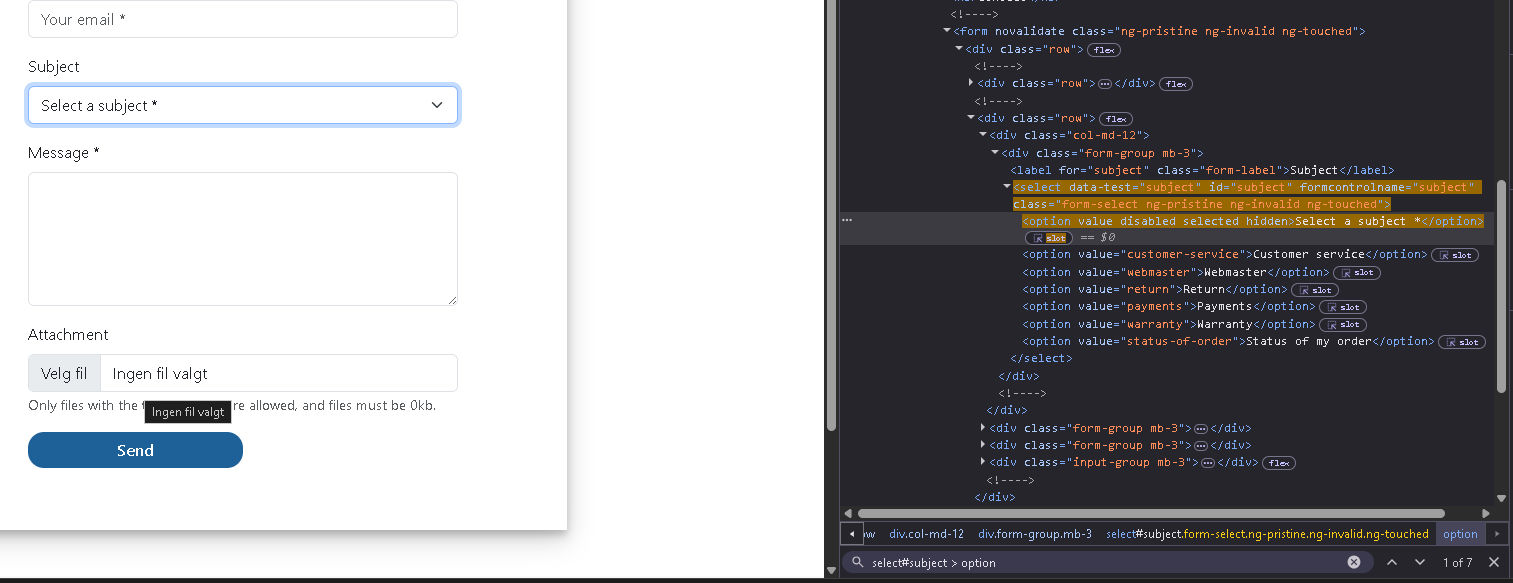 Your email *
Subject
Select a subject *
Message *
Attachment
Velg fil Ingen fil valgt
Only files with the t re allowed, and files must be 0kb.
Ingen fil valgt
Send
<!---->
<form novalidate class="ng-pristine ng-invalid ng-touched">
<div class="row"> flex
<!---->
<div class="row"> </div> flex
<!---->
<div class="row"> flex
<div class="col-md-12">
<div class="form-group mb-3">
<label for="subject" class="form-label">Subject</label>
<select data-test="subject" id="subject" formcontrolname="subject"
class="form-select ng-pristine ng-invalid ng-touched">
<option value disabled selected hidden>Select a subject *</option>
slot == $0
<option value="customer-service">Customer service</option> slot
<option value="webmaster">Webmaster</option> slot
<option value="return">Return</option> slot
<option value="payments">Payments</option> slot
<option value="warranty">Warranty</option> slot
<option value="status-of-order">Status of my order</option> slot
</select>
</div>
<!---->
</div>
<div class="form-group mb-3"> </div>
<div class="form-group mb-3"> </div>
<div class="input-group mb-3"> </div> flex
<!---->
</div>
ow div.col-md-12 div.form-group.mb-3 select#subject.form-select.ng-pristine.ng-invalid.ng-touched option
select#subject > option 1 of 7